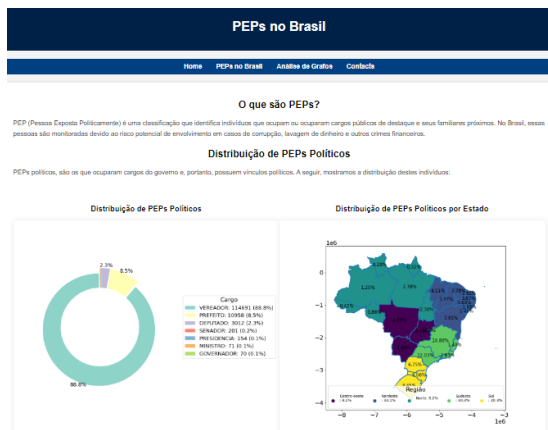 PEPs no Brasil
Home PEPs no Brasil Análise de Grafos Contacts
O que são PEPs?
PEP (Pessoa Exposta Politicamente) é uma classificação que identifica indivíduos que ocupam ou ocuparam cargos públicos de destaque e seus familiares próximos. No Brasil, essas
pessoas são monitoradas devido ao risco potencial de envolvimento em casos de corrupção, lavagem de dinheiro e outros crimes financeiros.
Distribuição de PEPs Políticos
PEPs políticos, são os que ocuparam cargos do governo e, portanto, possuem vínculos políticos. A seguir, mostramos a distribuição destes indivíduos:
Distribuição de PEPs Políticos
2.3%
8.5%
88.8%
Cargo
VEREADOR: 114691 (88.8%)
PREFEITO: 10958 (8.5%)
DEPUTADO: 3012 (2.3%)
SENADOR: 201 (0.2%)
PRESIDENCIA: 154 (0.1%)
MINISTRO: 71 (0.1%)
GOVERNADOR: 70 (0.1%)
Distribuição de PEPs Políticos por Estado
1e6
0
−1
−2
−3
−4
Região
Centro-oeste
Nordeste
Norte
Sudeste
Sul
−8 −7 −6 −5 −4 −3
1e6